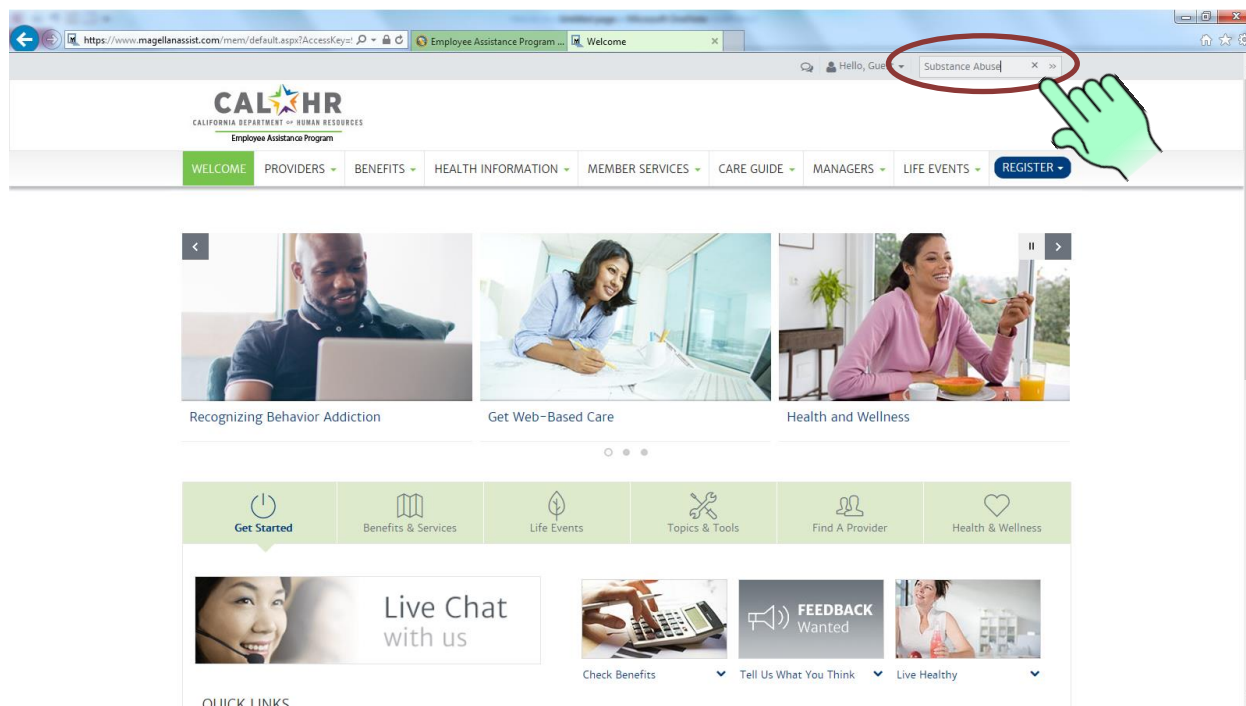 https://www.magellanassist.com/mem/default.aspx?AccessKey=
Employee Assistance Program ...
Welcome
Hello,
Substance Abuse
CAL HR
CALIFORNIA DEPARTMENT OF HUMAN RESOURCES
Employee Assistance Program
WELCOME PROVIDERS BENEFITS HEALTH INFORMATION MEMBER SERVICES CARE GUIDE MANAGERS LIFE EVENTS REGISTER
Recognizing Behavior Addiction
Get Web-Based Care
Health and Wellness
Get Started
Benefits & Services
Life Events
Topics & Tools
Find A Provider
Health & Wellness
Live Chat
with us
FEEDBACK
Wanted
Check Benefits
Tell Us What You Think
Live Healthy
QUICK LINKS